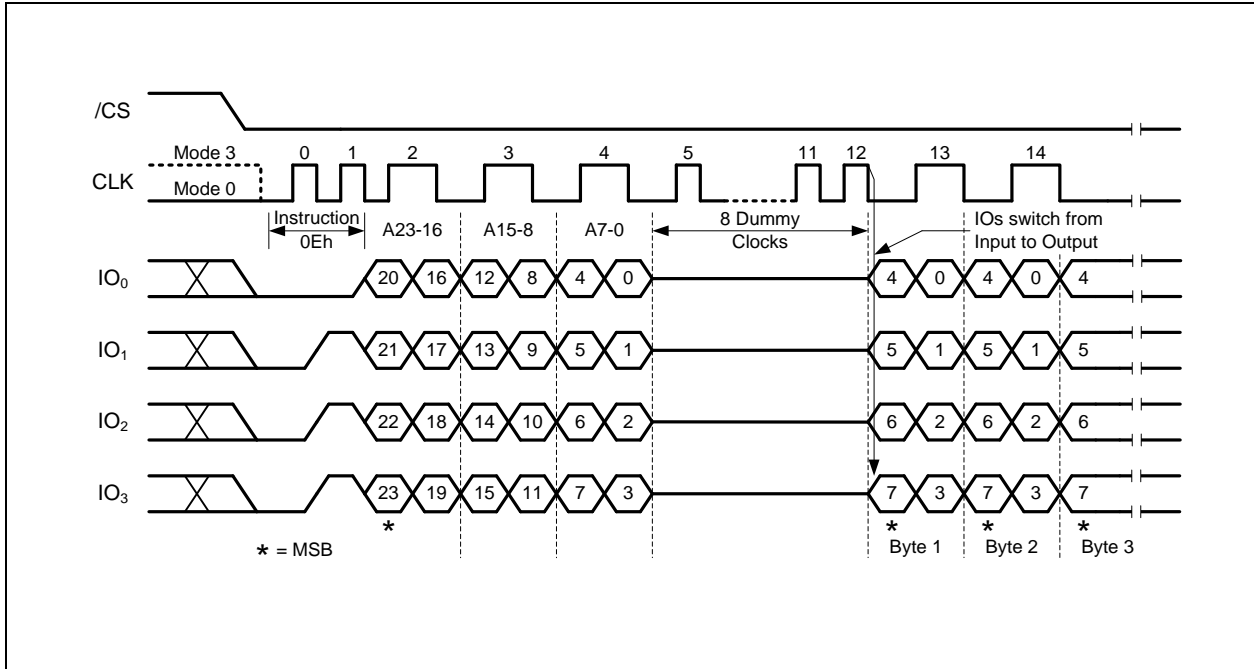 /CS
Mode 3
0 1 2 3 4 5 11 12 13 14
CLK
Mode 0
Instruction
0Eh
A23-16 A15-8 A7-0
8 Dummy
Clocks
IOs switch from
Input to Output
IO0 20 16 12 8 4 0 4 0 4 0 4
IO1 21 17 13 9 5 1 5 1 5 1 5
IO2 22 18 14 10 6 2 6 2 6 2 6
IO3 23 19 15 11 7 3 7 3 7 3 7
* * * *
* = MSB
Byte 1 Byte 2 Byte 3